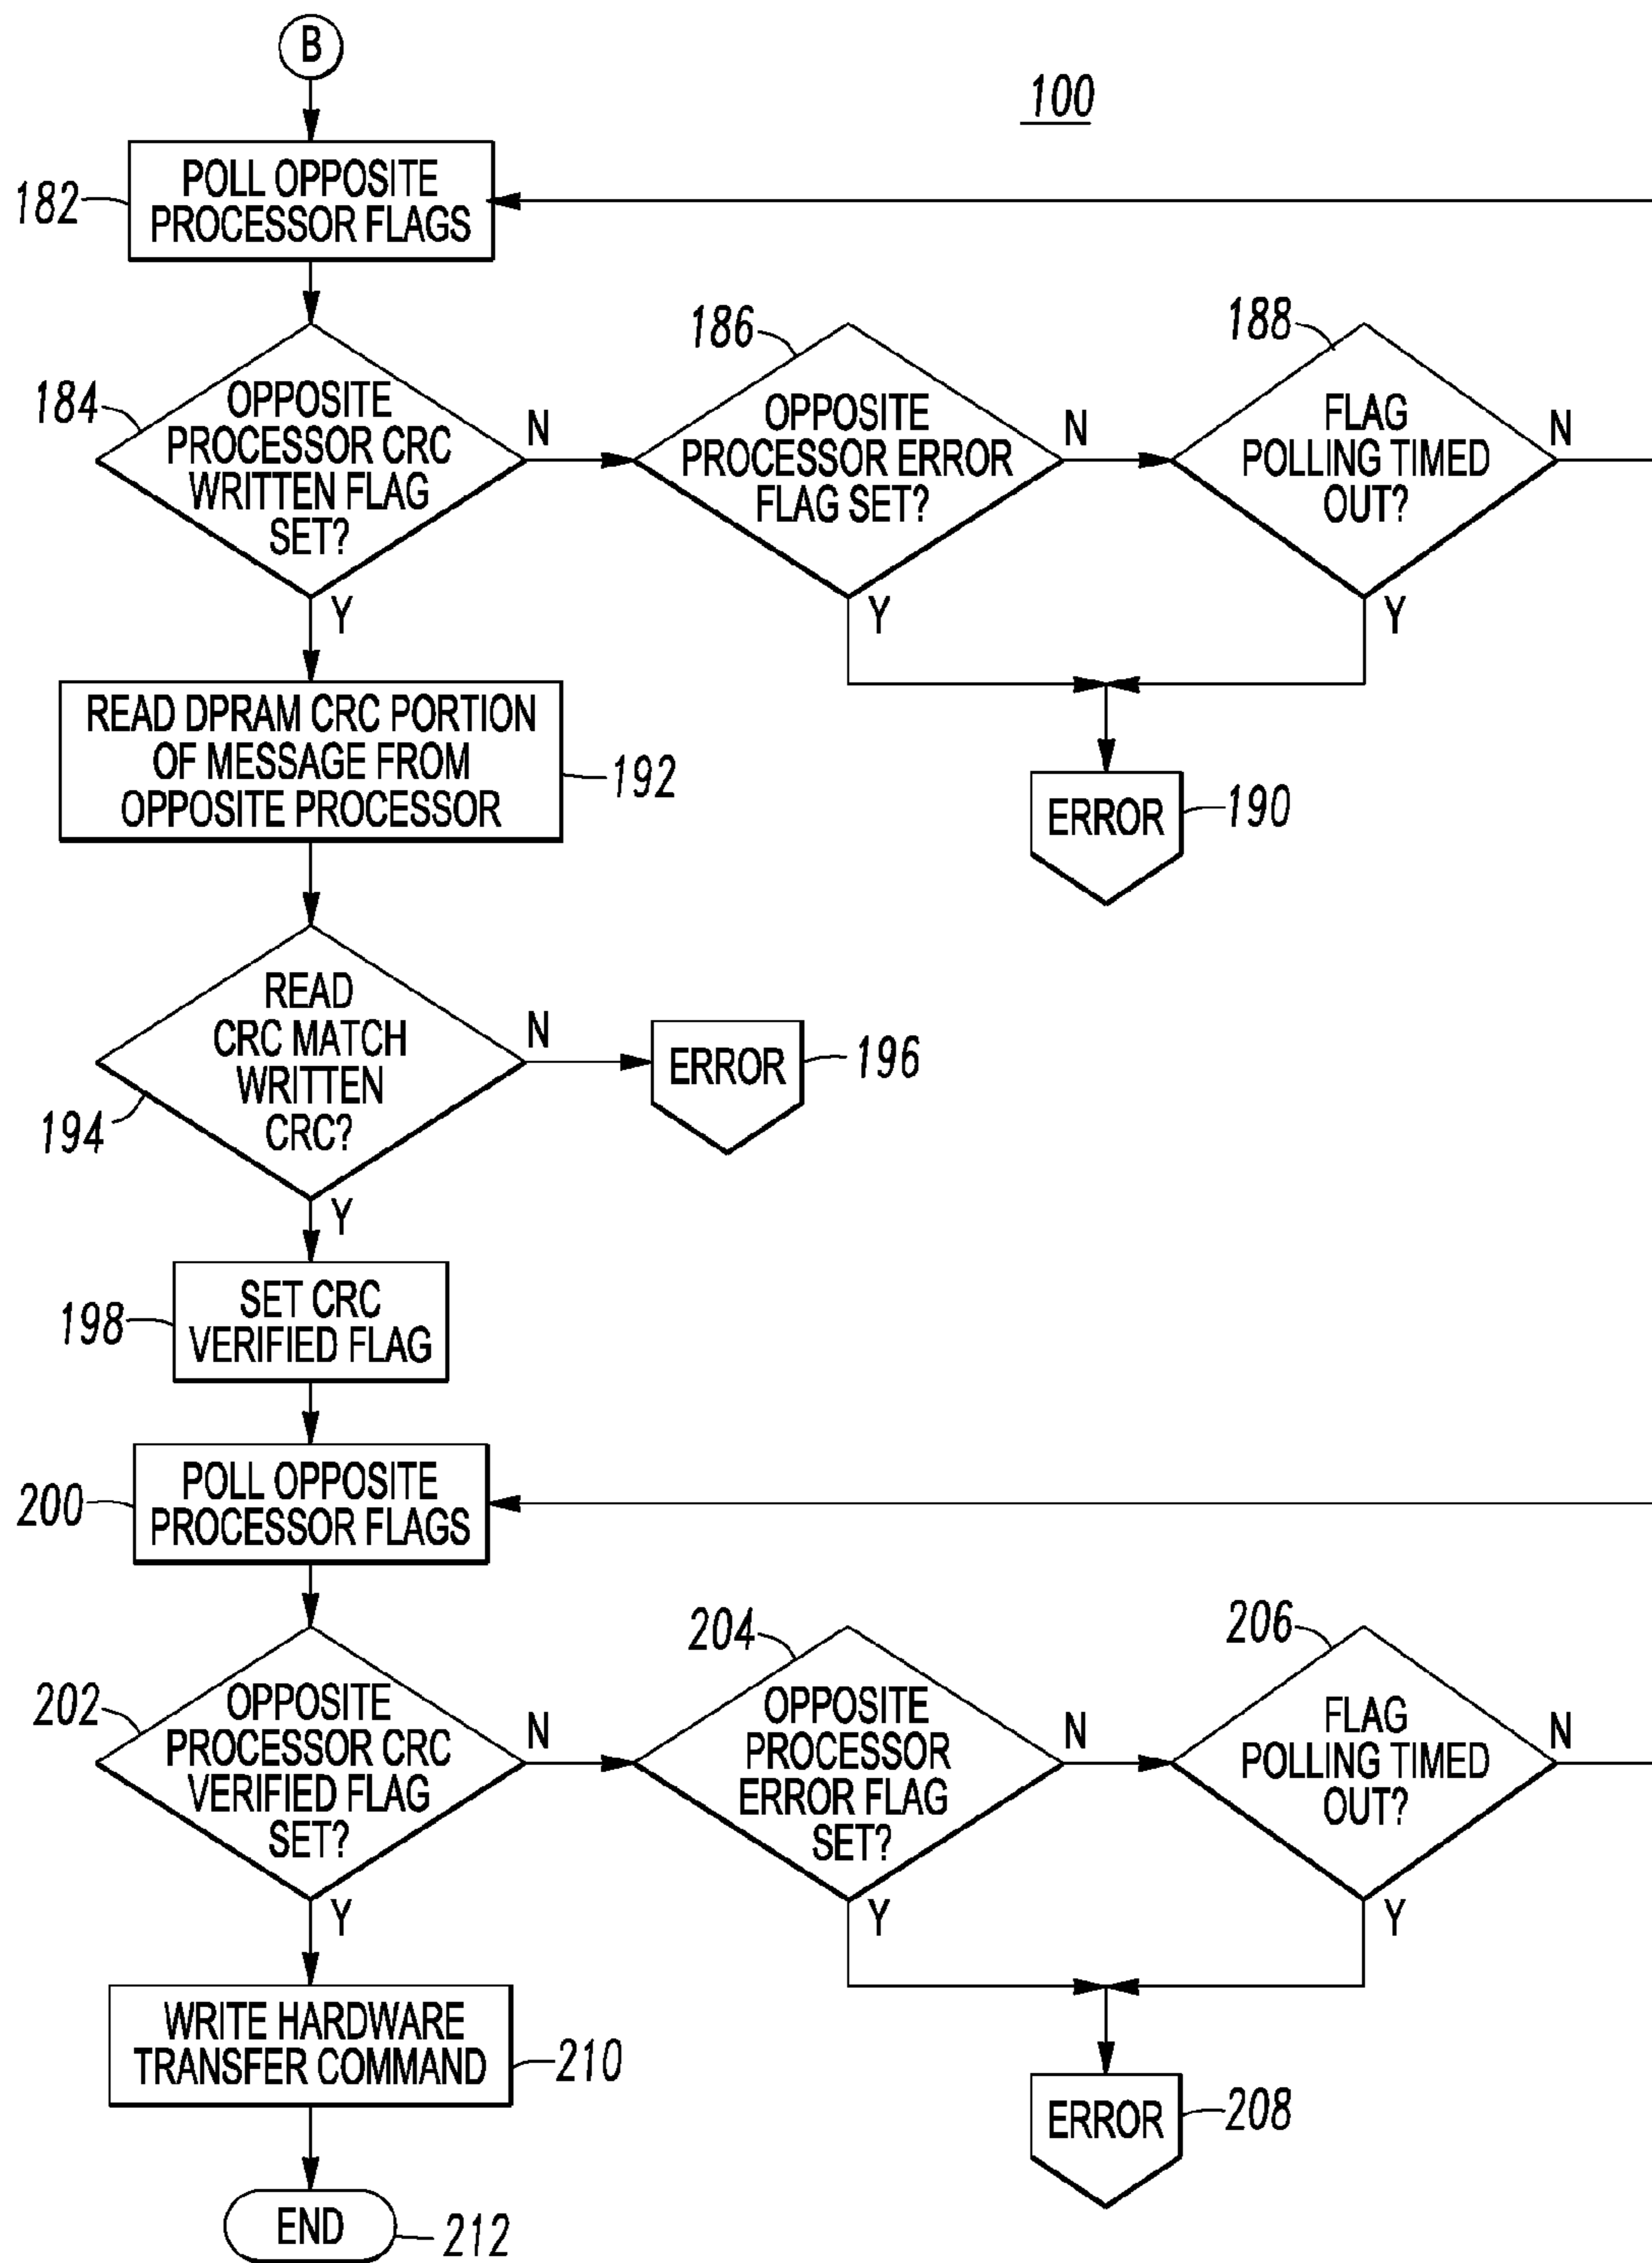 B
100
POLL OPPOSITE
PROCESSOR FLAGS
182
184
OPPOSITE
PROCESSOR CRC
WRITTEN FLAG
SET?
N
Y
186
OPPOSITE
PROCESSOR ERROR
FLAG SET?
N
Y
188
FLAG
POLLING TIMED
OUT?
N
Y
READ DPRAM CRC PORTION
OF MESSAGE FROM
OPPOSITE PROCESSOR
192
ERROR
190
READ
CRC MATCH
WRITTEN
CRC?
194
N
Y
ERROR
196
SET CRC
VERIFIED FLAG
198
POLL OPPOSITE
PROCESSOR FLAGS
200
202
OPPOSITE
PROCESSOR CRC
VERIFIED FLAG
SET?
N
Y
204
OPPOSITE
PROCESSOR
ERROR FLAG
SET?
N
Y
206
FLAG
POLLING TIMED
OUT?
N
Y
WRITE HARDWARE
TRANSFER COMMAND
210
ERROR
208
END
212